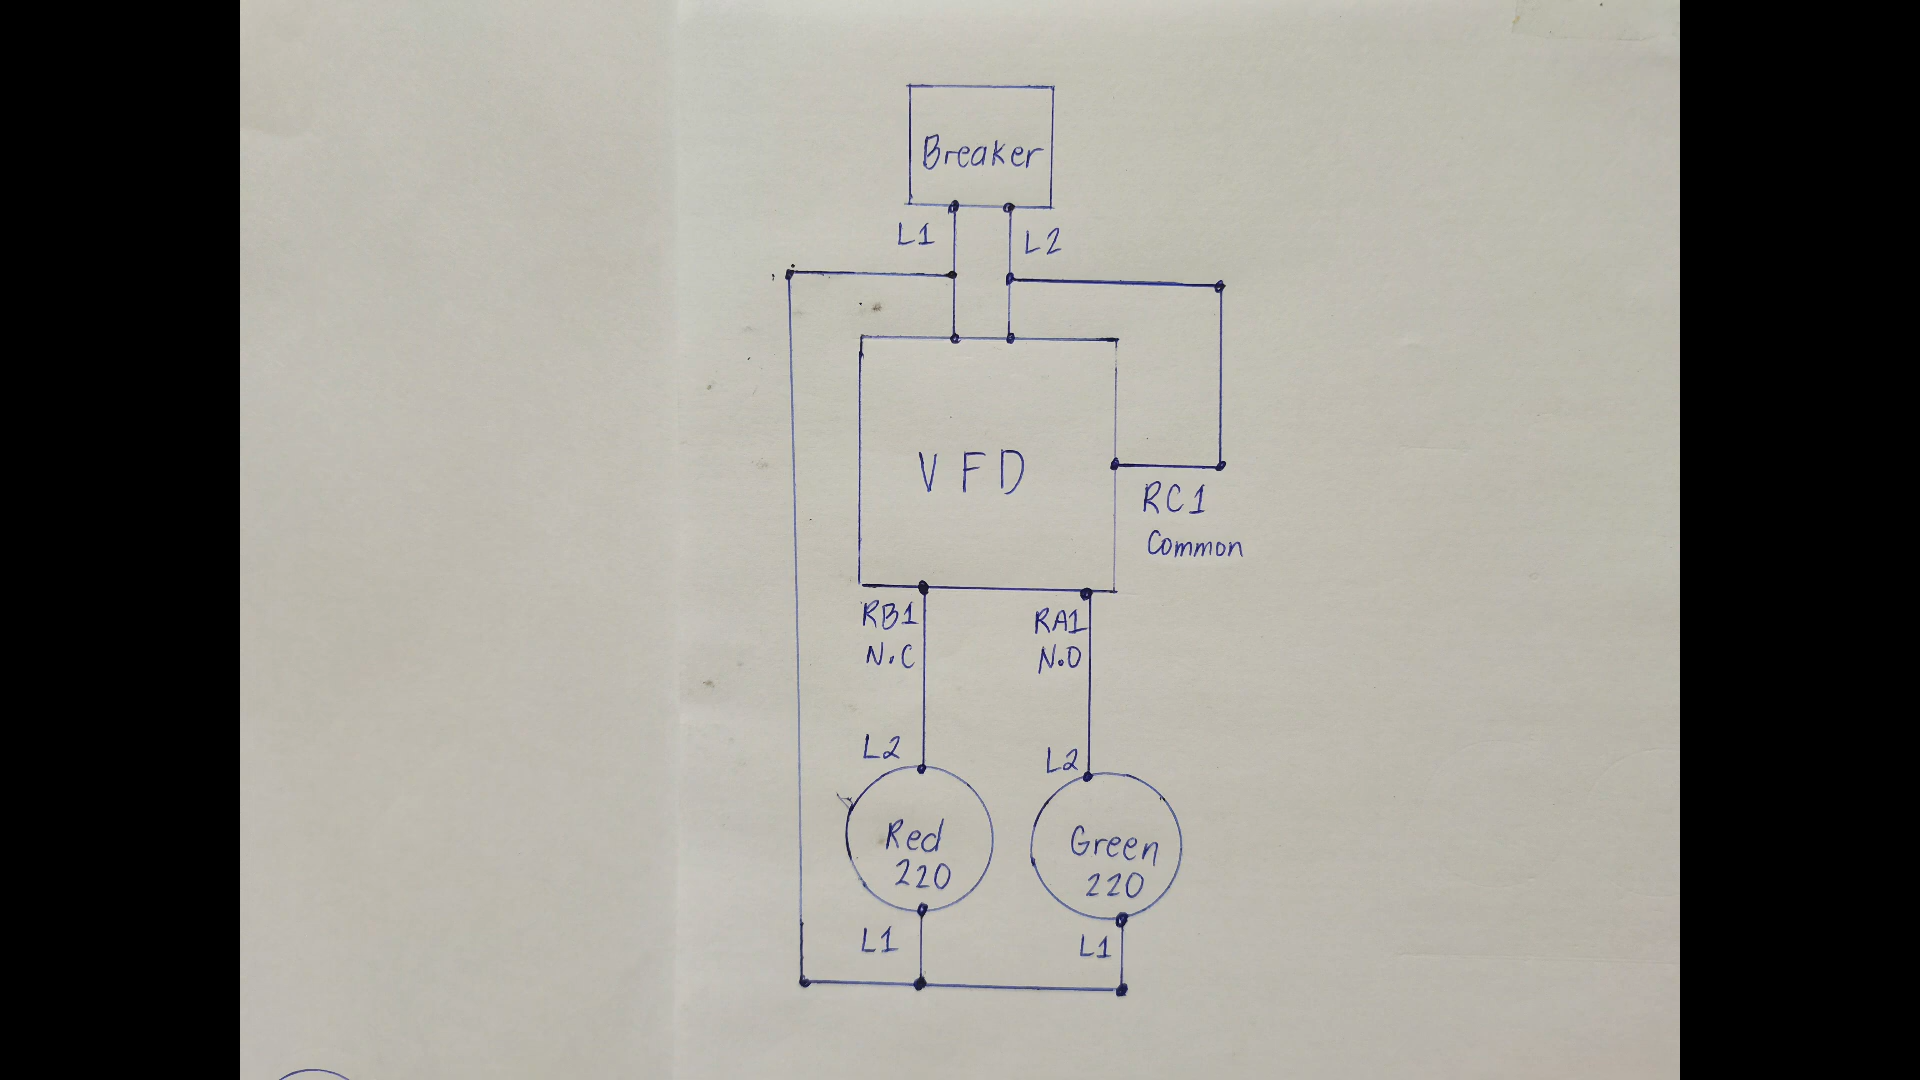 Breaker
L1
L2
VFD
RC1
Common
RB1
N.C
RA1
N.O
L2
L2
Red
220
Green
220
L1
L1